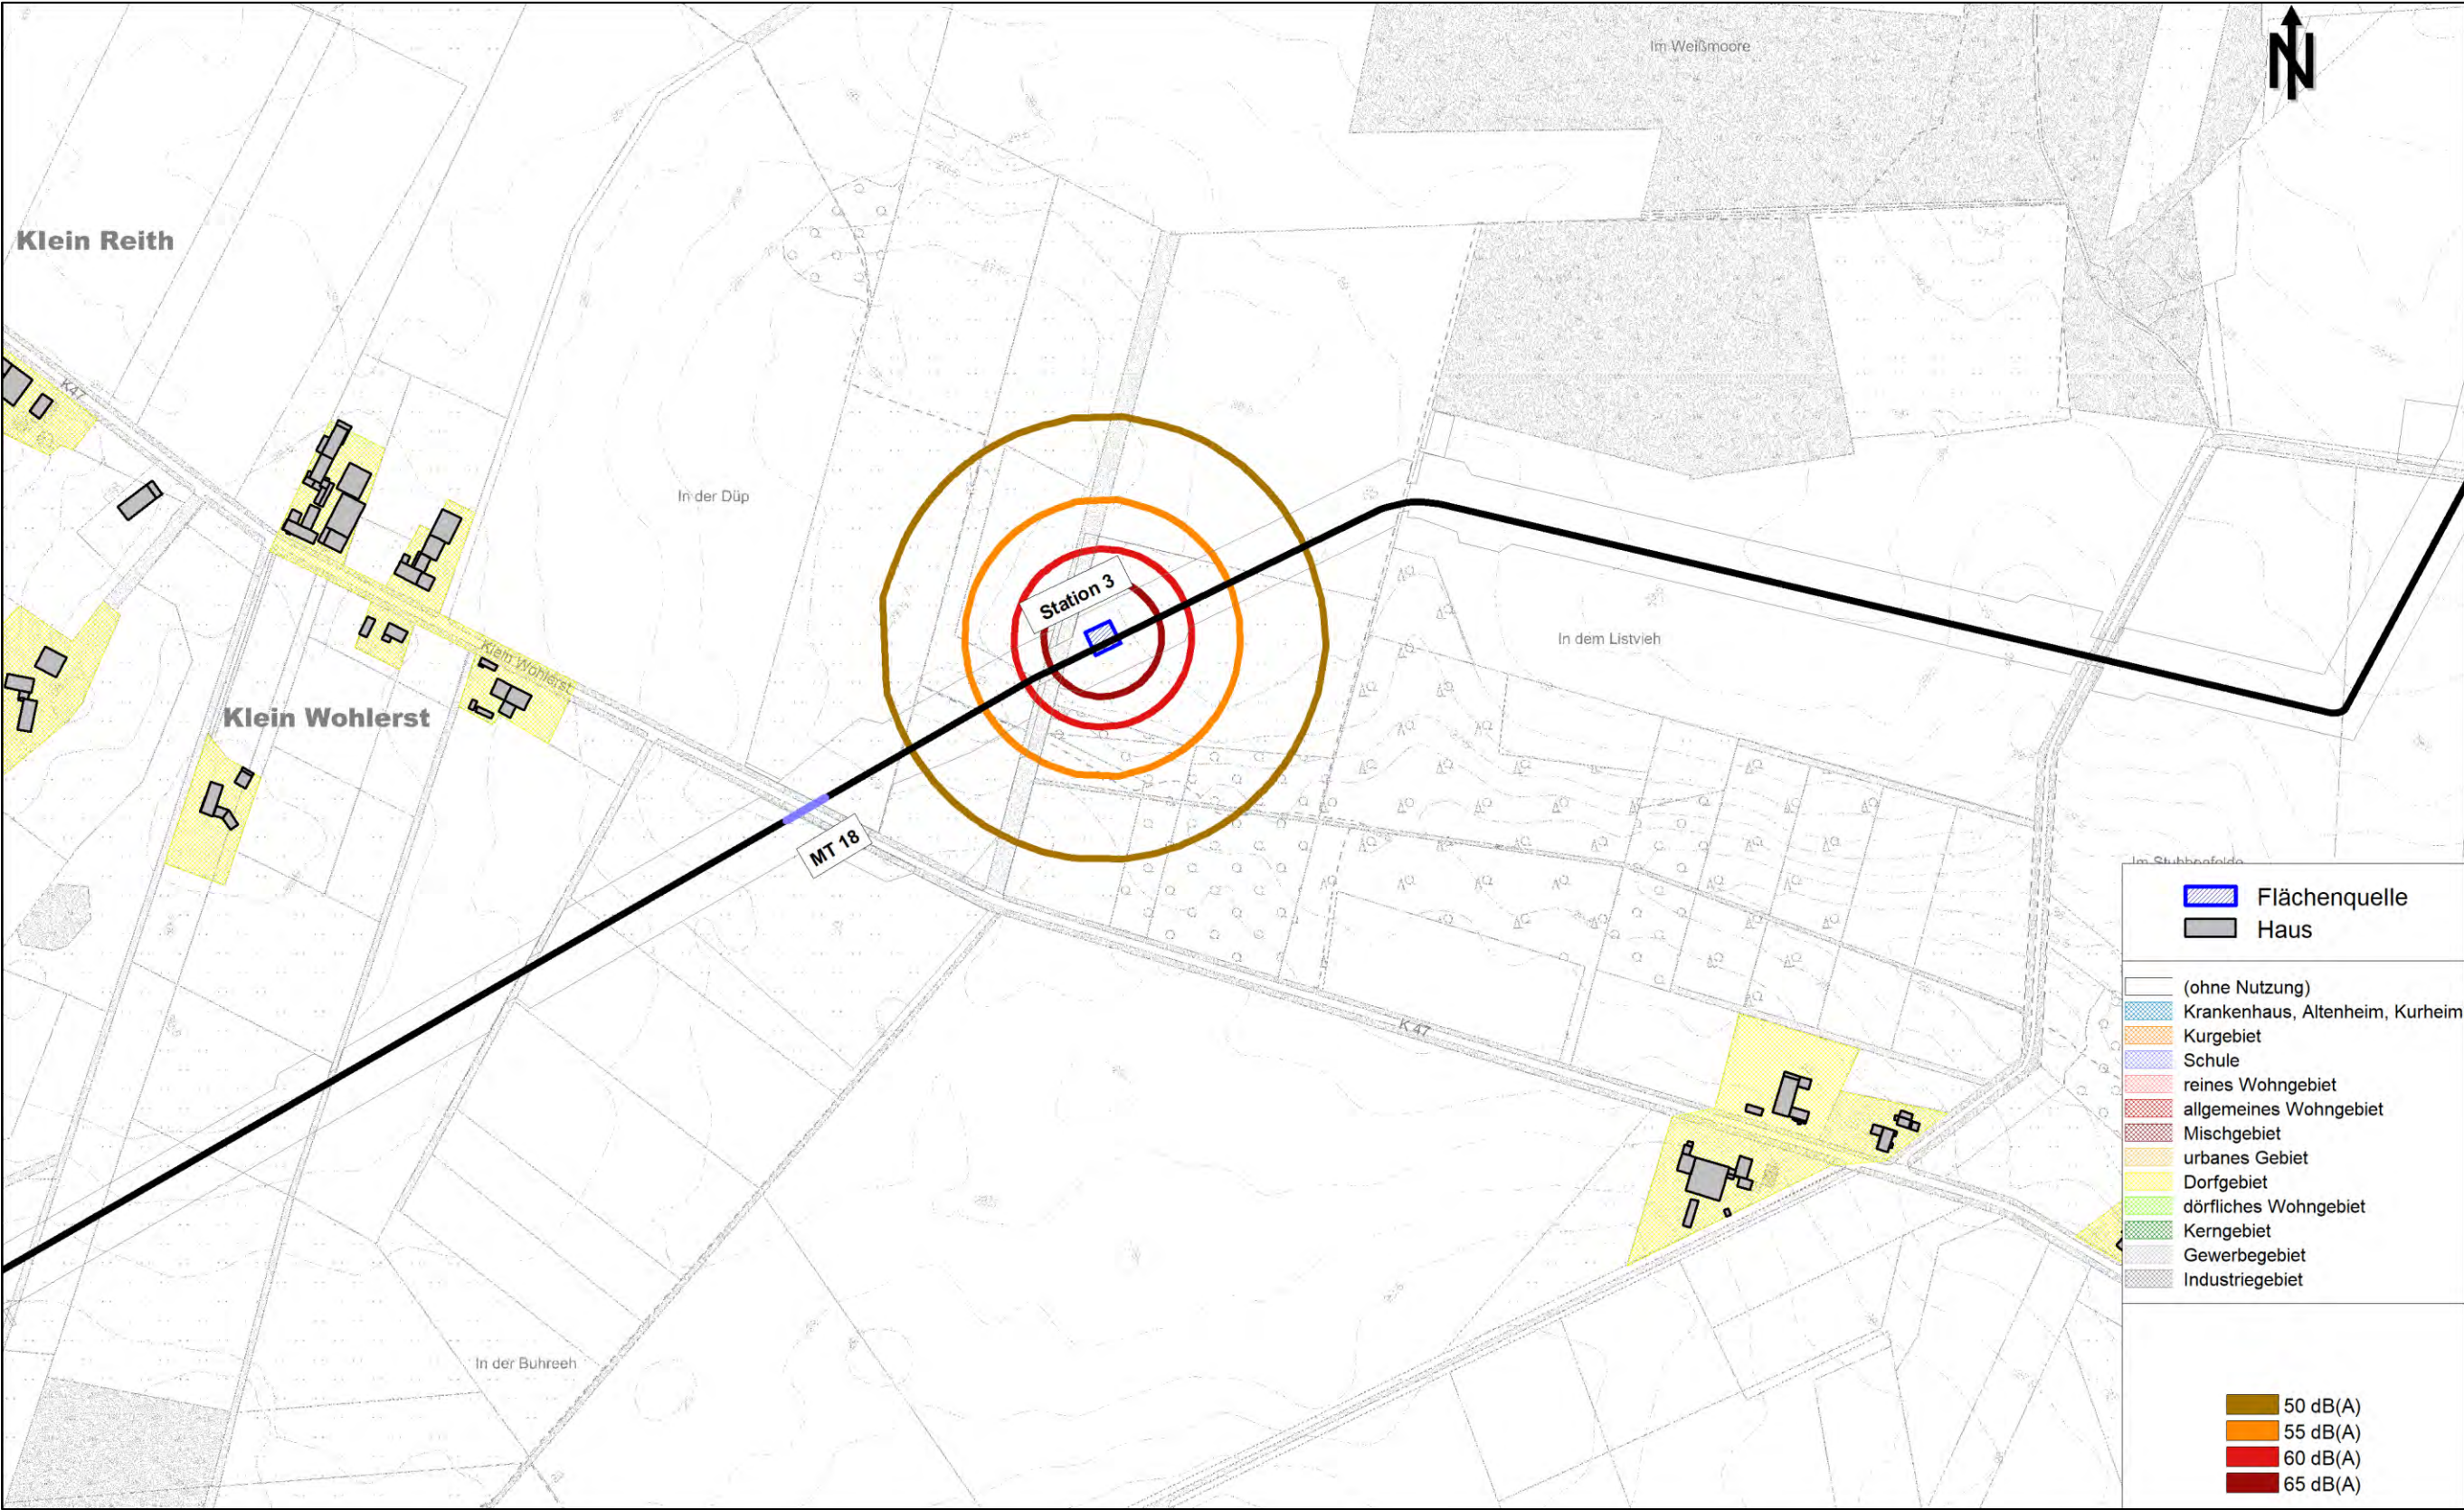 Im Weißmoore
N
Klein Reith
K47
In der Düp
Station 3
In dem Listvieh
Klein Wohlerst
Klein Wohlerst
MT 18
Im Stubbenfelde
K 47
In der Buhreeh
Flächenquelle
Haus
(ohne Nutzung)
Krankenhaus, Altenheim, Kurheim
Kurgebiet
Schule
reines Wohngebiet
allgemeines Wohngebiet
Mischgebiet
urbanes Gebiet
Dorfgebiet
dörfliches Wohngebiet
Kerngebiet
Gewerbegebiet
Industriegebiet
50 dB(A)
55 dB(A)
60 dB(A)
65 dB(A)